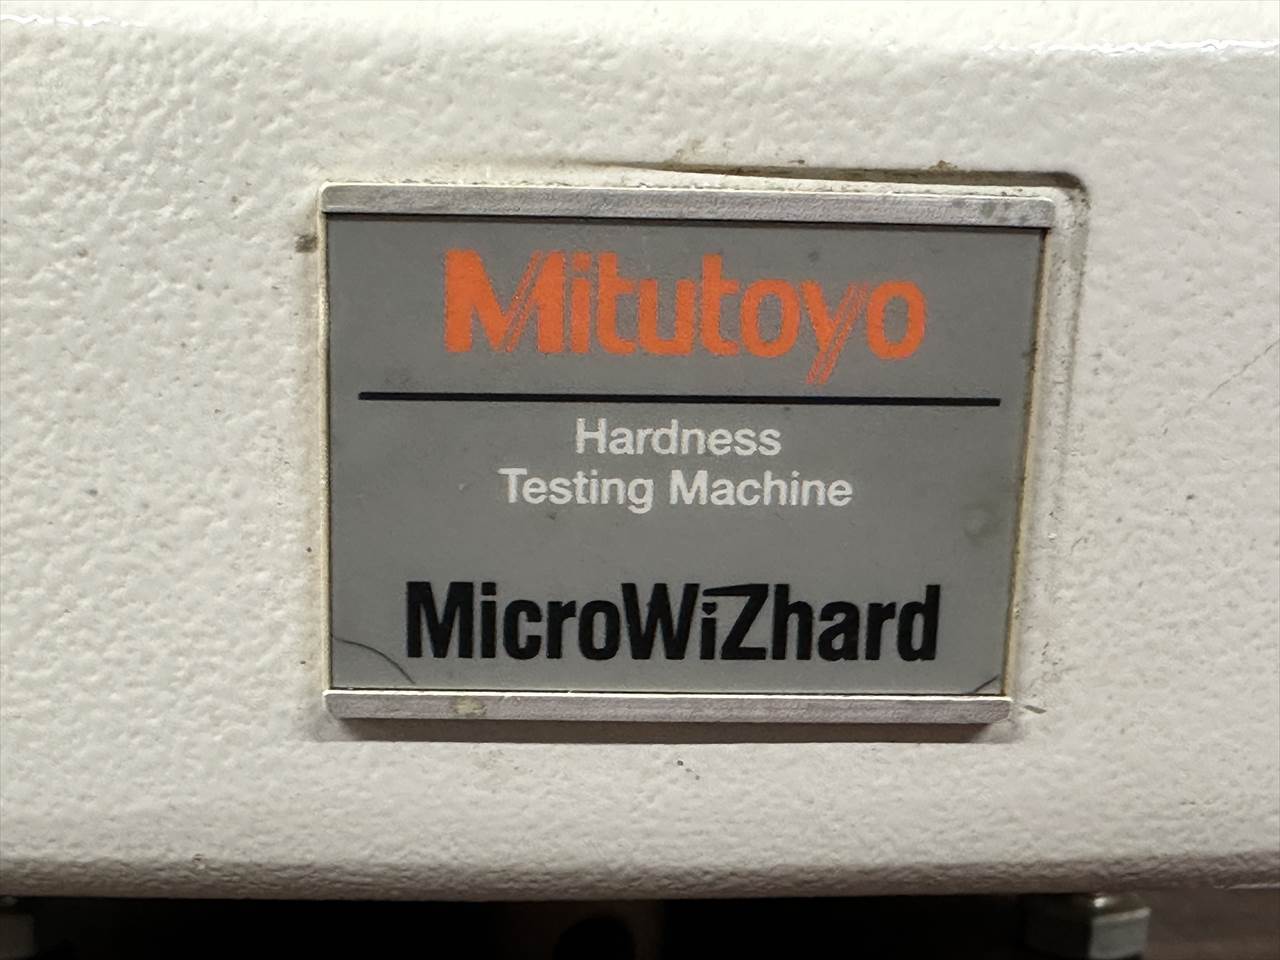 Mitutoyo
Hardness
Testing Machine
MicroWiZhard